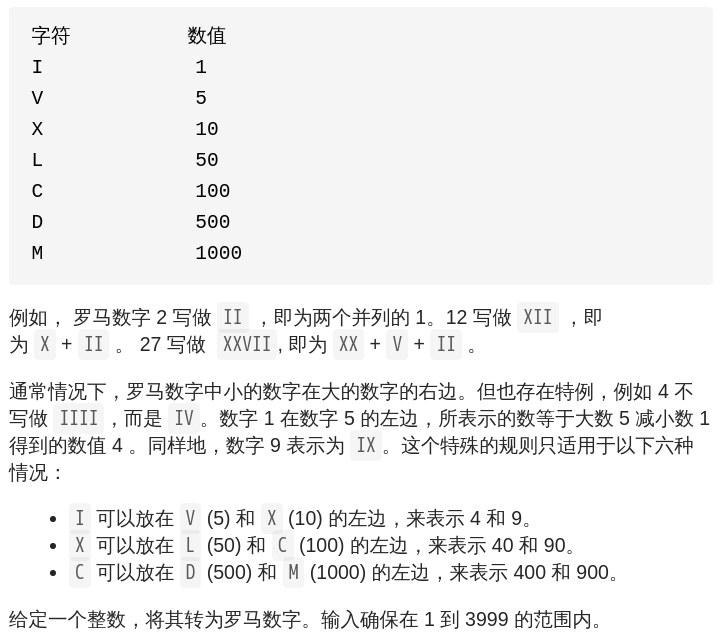 字符          数值
I             1
V             5
X             10
L             50
C             100
D             500
M             1000
例如， 罗马数字 2 写做 II ，即为两个并列的 1。12 写做 XII ，即
为 X + II 。 27 写做  XXVII, 即为 XX + V + II 。
通常情况下，罗马数字中小的数字在大的数字的右边。但也存在特例，例如 4 不
写做 IIII，而是 IV。数字 1 在数字 5 的左边，所表示的数等于大数 5 减小数 1
得到的数值 4 。同样地，数字 9 表示为 IX。这个特殊的规则只适用于以下六种
情况：
• I 可以放在 V (5) 和 X (10) 的左边，来表示 4 和 9。
• X 可以放在 L (50) 和 C (100) 的左边，来表示 40 和 90。
• C 可以放在 D (500) 和 M (1000) 的左边，来表示 400 和 900。
给定一个整数，将其转为罗马数字。输入确保在 1 到 3999 的范围内。